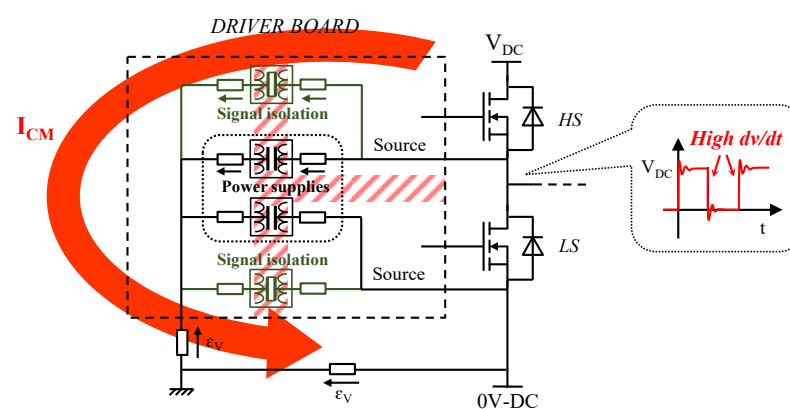 DRIVER BOARD
V_DC
I_CM
Signal isolation
HS
Source
High dv/dt
V_DC
Power supplies
t
Signal isolation
Source
LS
ε_V
ε_V
0V-DC